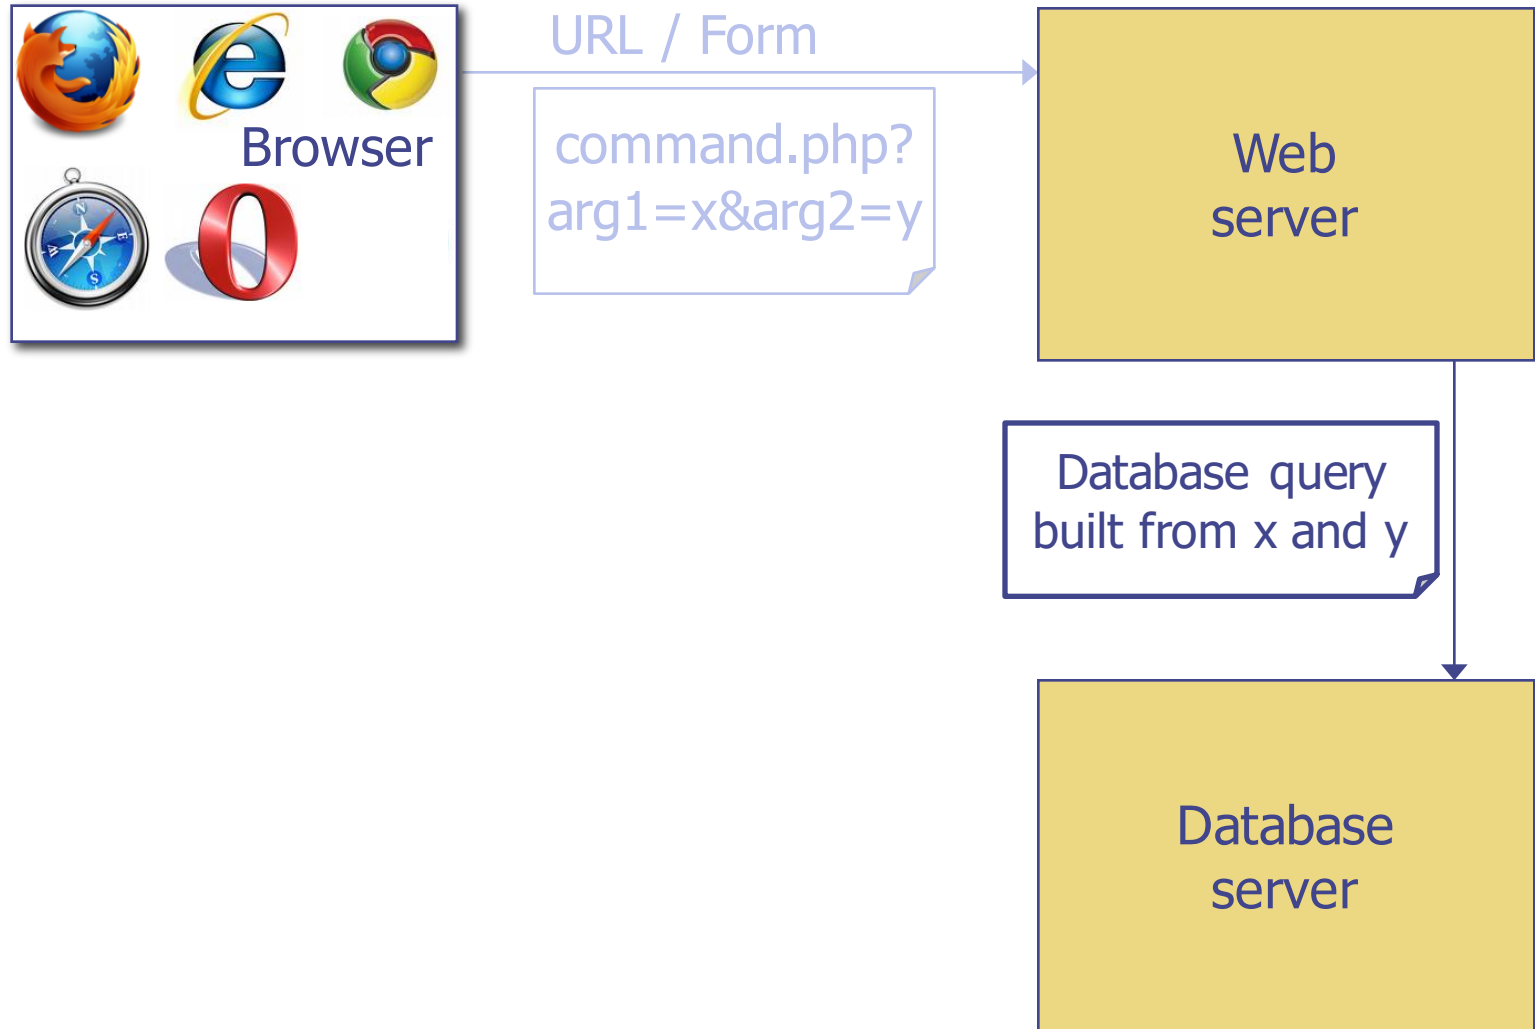 Browser
URL / Form
command.php?
arg1=x&arg2=y
Web
server
Database query
built from x and y
Database
server